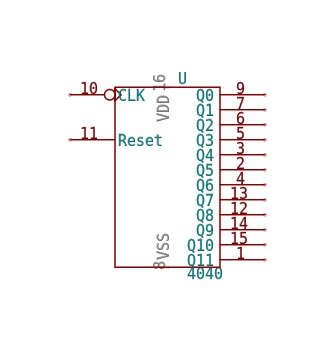 U
16
VDD
10 CLK Q0 9
Q1 7
Q2 6
11 Reset Q3 5
Q4 3
Q5 2
Q6 4
Q7 13
Q8 12
Q9 14
Q10 15
Q11 1
VSS
8
4040